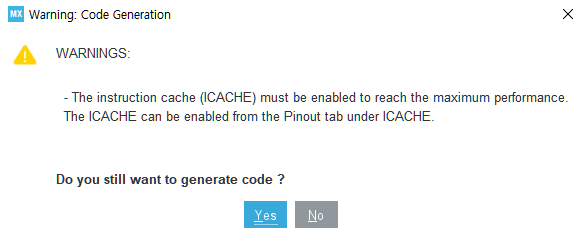 MX Warning: Code Generation
WARNINGS:
- The instruction cache (ICACHE) must be enabled to reach the maximum performance.
The ICACHE can be enabled from the Pinout tab under ICACHE.
Do you still want to generate code ?
Yes No